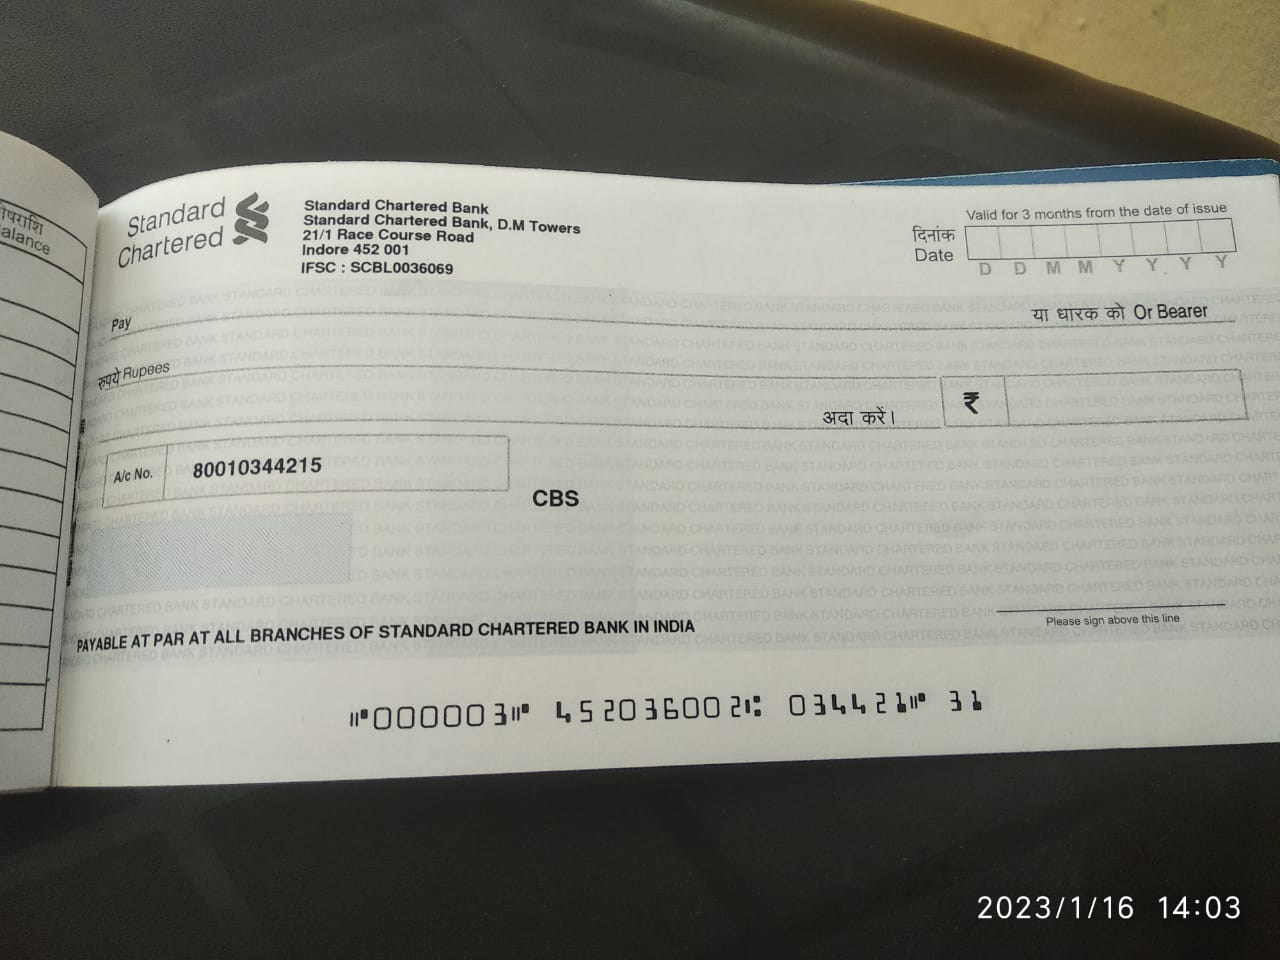 ोषराशि
alance
Standard
Chartered
Standard Chartered Bank
Standard Chartered Bank, D.M Towers
21/1 Race Course Road
Indore 452 001
IFSC : SCBL0036069
Valid for 3 months from the date of issue
दिनांक
Date
D D M M Y Y Y Y
Pay
या धारक को Or Bearer
रुपये Rupees
अदा करें।
₹
A/c No. 80010344215
CBS
PAYABLE AT PAR AT ALL BRANCHES OF STANDARD CHARTERED BANK IN INDIA
Please sign above this line
⑈000003⑈ 452036002⑆ 034421⑈ 31
2023/1/16 14:03